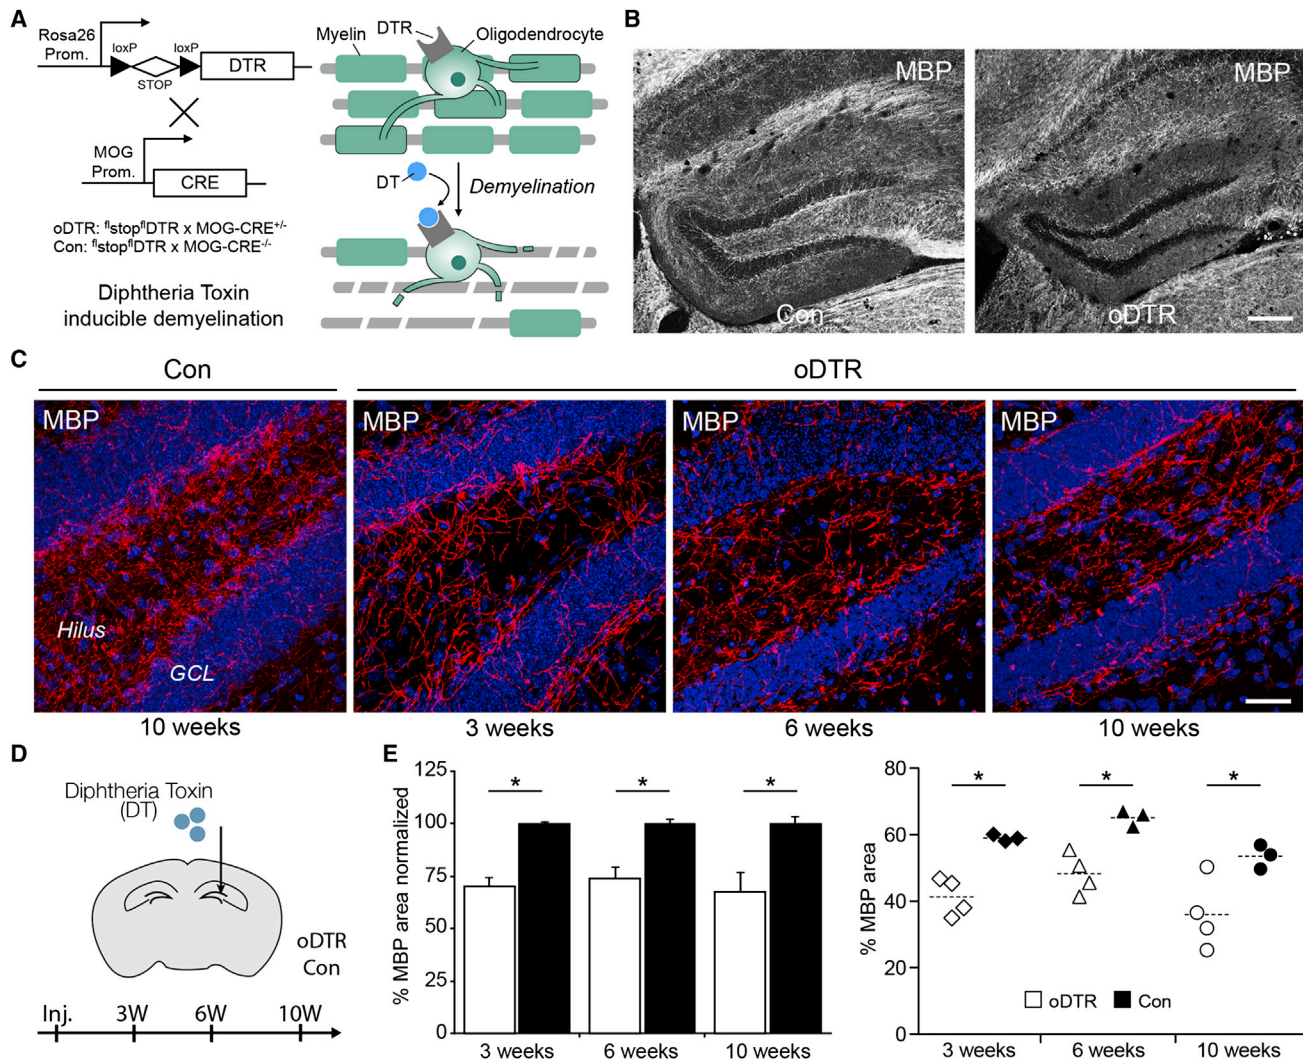 A
Rosa26
Prom.
loxP
loxP
STOP
DTR
MOG
Prom.
CRE
oDTR: flstopflDTR x MOG-CRE+/-
Con: flstopflDTR x MOG-CRE-/-
Diphtheria Toxin
inducible demyelination
Myelin
DTR
Oligodendrocyte
DT
Demyelination
B
MBP
Con
MBP
oDTR
C
Con
oDTR
MBP
Hilus
GCL
MBP
MBP
MBP
10 weeks
3 weeks
6 weeks
10 weeks
D
Diphtheria Toxin
(DT)
oDTR
Con
Inj.
3W
6W
10W
E
% MBP area normalized
125
100
75
50
25
0
*
*
*
3 weeks
6 weeks
10 weeks
% MBP area
80
60
40
20
0
*
*
*
oDTR
Con
3 weeks
6 weeks
10 weeks